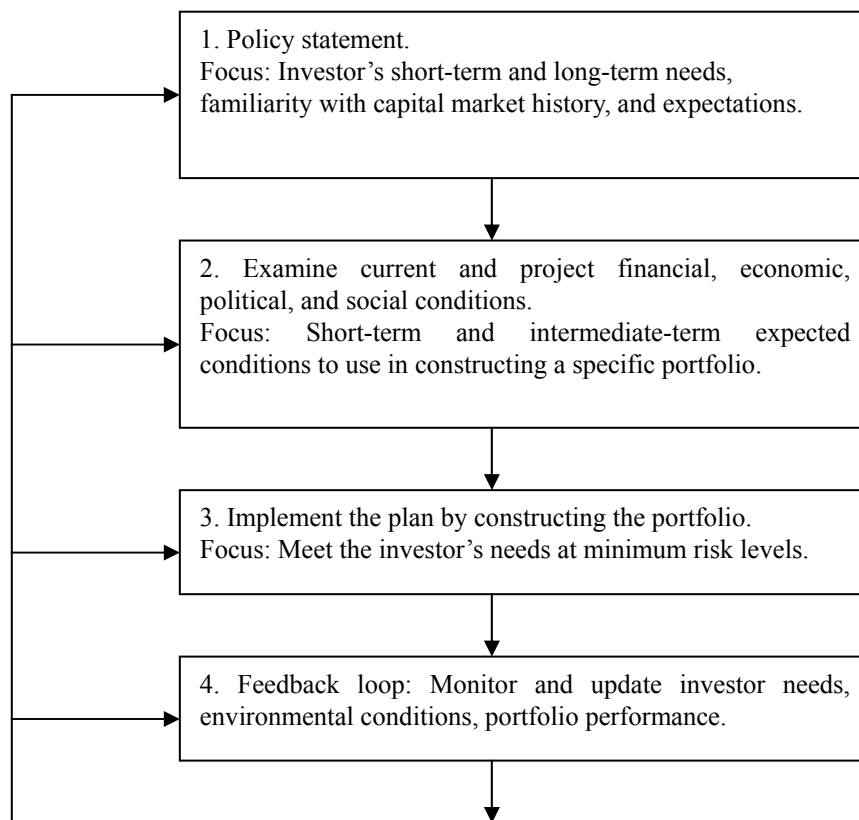 1. Policy statement.
Focus: Investor’s short-term and long-term needs,
familiarity with capital market history, and expectations.
2. Examine current and project financial, economic,
political, and social conditions.
Focus: Short-term and intermediate-term expected
conditions to use in constructing a specific portfolio.
3. Implement the plan by constructing the portfolio.
Focus: Meet the investor’s needs at minimum risk levels.
4. Feedback loop: Monitor and update investor needs,
environmental conditions, portfolio performance.